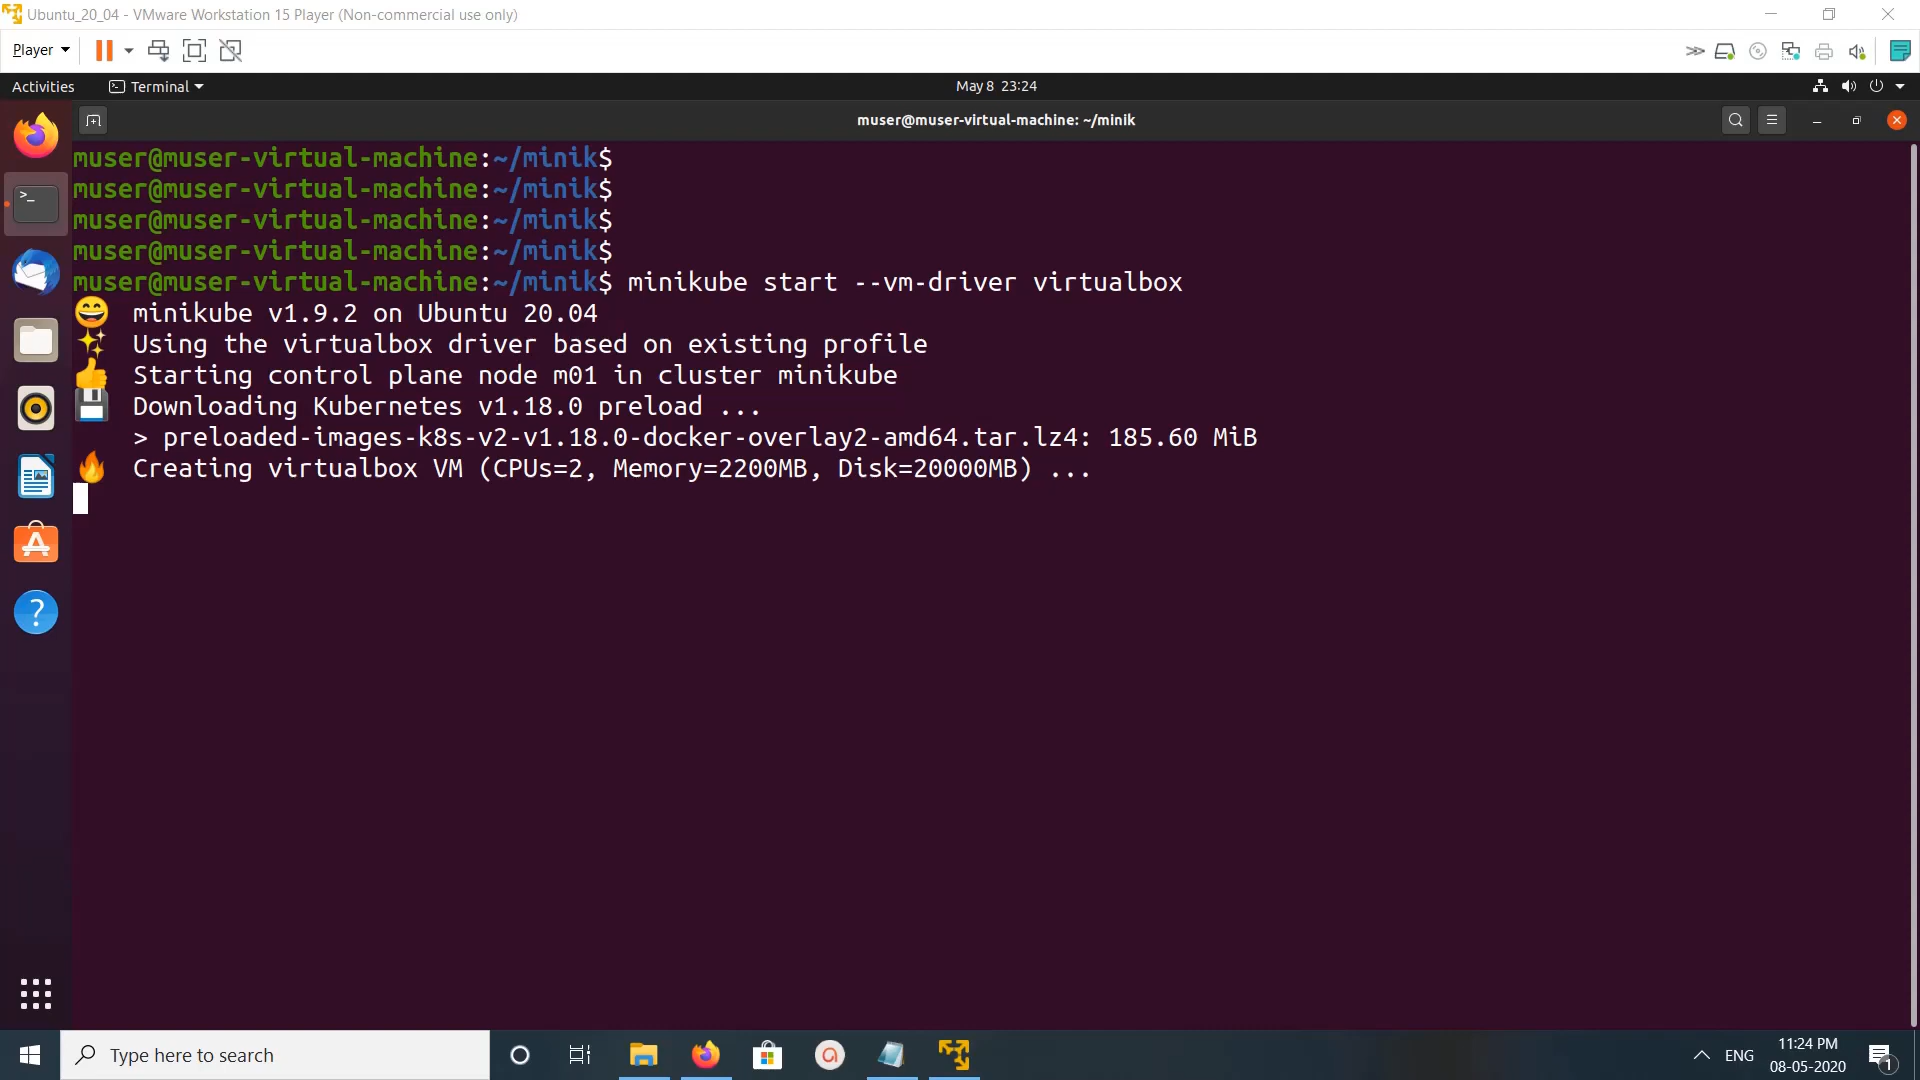 Ubuntu_20_04 - VMware Workstation 15 Player (Non-commercial use only)
Player
Activities
Terminal
May 8 23:24
muser@muser-virtual-machine: ~/minik
muser@muser-virtual-machine:~/minik$
muser@muser-virtual-machine:~/minik$
muser@muser-virtual-machine:~/minik$
muser@muser-virtual-machine:~/minik$
muser@muser-virtual-machine:~/minik$ minikube start --vm-driver virtualbox
😄 minikube v1.9.2 on Ubuntu 20.04
✨ Using the virtualbox driver based on existing profile
👍 Starting control plane node m01 in cluster minikube
💾 Downloading Kubernetes v1.18.0 preload ...
> preloaded-images-k8s-v2-v1.18.0-docker-overlay2-amd64.tar.lz4: 185.60 MiB
🔥 Creating virtualbox VM (CPUs=2, Memory=2200MB, Disk=20000MB) ...
Type here to search
ENG
11:24 PM
08-05-2020
1